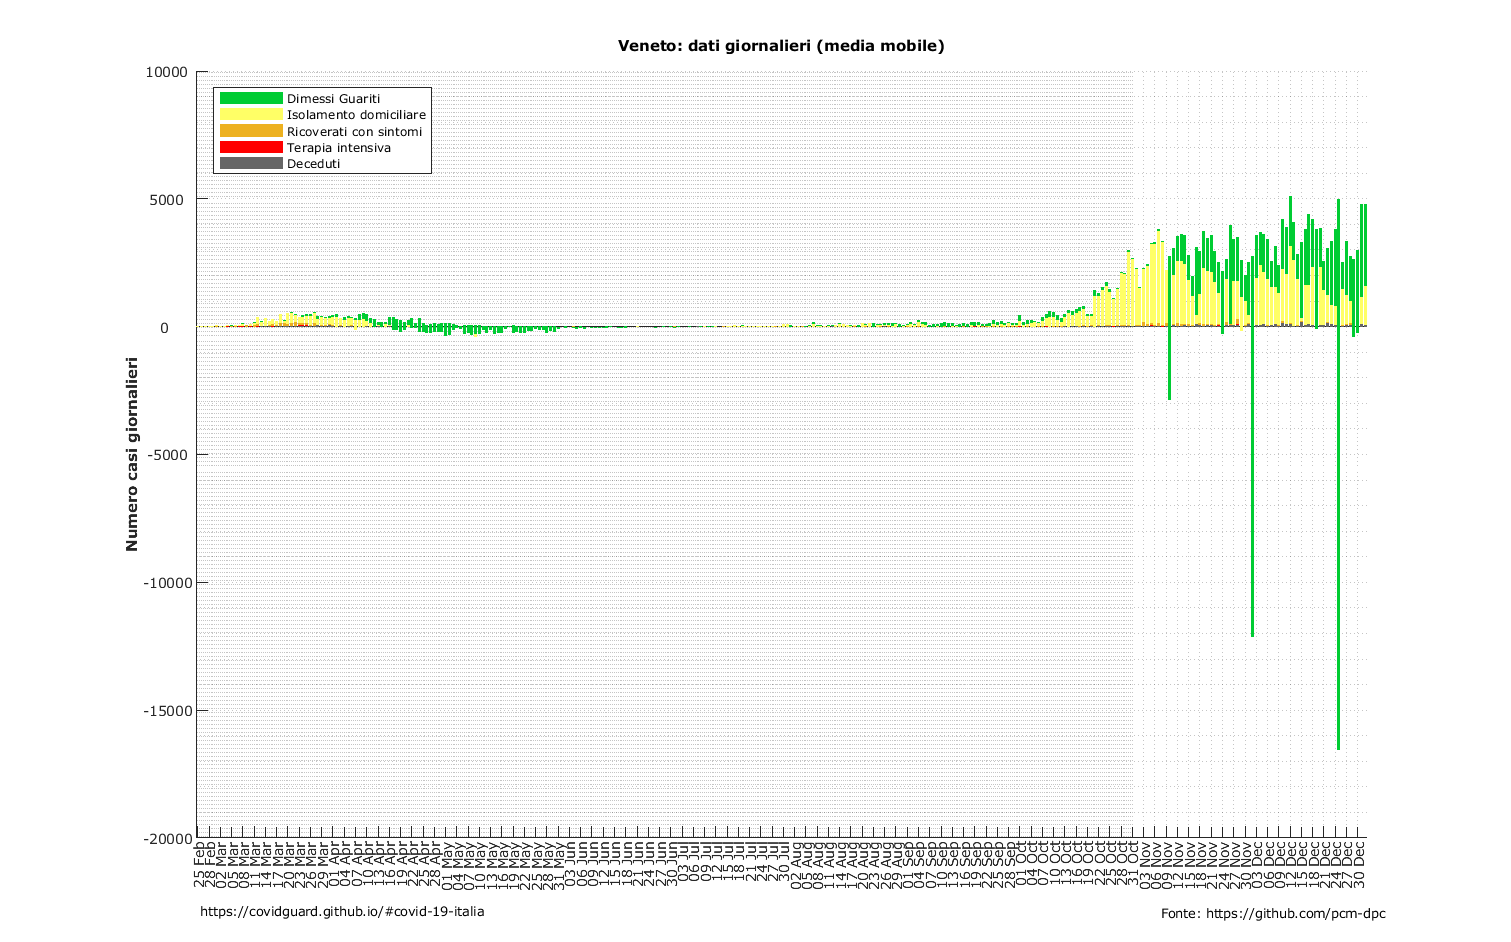 Veneto: dati giornalieri (media mobile)
10000
5000
0
-5000
-10000
-15000
-20000
Numero casi giornalieri
Dimessi Guariti
Isolamento domiciliare
Ricoverati con sintomi
Terapia intensiva
Deceduti
25 Feb
28 Feb
02 Mar
05 Mar
08 Mar
11 Mar
14 Mar
17 Mar
20 Mar
23 Mar
26 Mar
29 Mar
01 Apr
04 Apr
07 Apr
10 Apr
13 Apr
16 Apr
19 Apr
22 Apr
25 Apr
28 Apr
01 May
04 May
07 May
10 May
13 May
16 May
19 May
22 May
25 May
28 May
31 May
03 Jun
06 Jun
09 Jun
12 Jun
15 Jun
18 Jun
21 Jun
24 Jun
27 Jun
30 Jun
03 Jul
06 Jul
09 Jul
12 Jul
15 Jul
18 Jul
21 Jul
24 Jul
27 Jul
30 Jul
02 Aug
05 Aug
08 Aug
11 Aug
14 Aug
17 Aug
20 Aug
23 Aug
26 Aug
29 Aug
01 Sep
04 Sep
07 Sep
10 Sep
13 Sep
16 Sep
19 Sep
22 Sep
25 Sep
28 Sep
01 Oct
04 Oct
07 Oct
10 Oct
13 Oct
16 Oct
19 Oct
22 Oct
25 Oct
28 Oct
31 Oct
03 Nov
06 Nov
09 Nov
12 Nov
15 Nov
18 Nov
21 Nov
24 Nov
27 Nov
30 Nov
03 Dec
06 Dec
09 Dec
12 Dec
15 Dec
18 Dec
21 Dec
24 Dec
27 Dec
30 Dec
https://covidguard.github.io/#covid-19-italia
Fonte: https://github.com/pcm-dpc